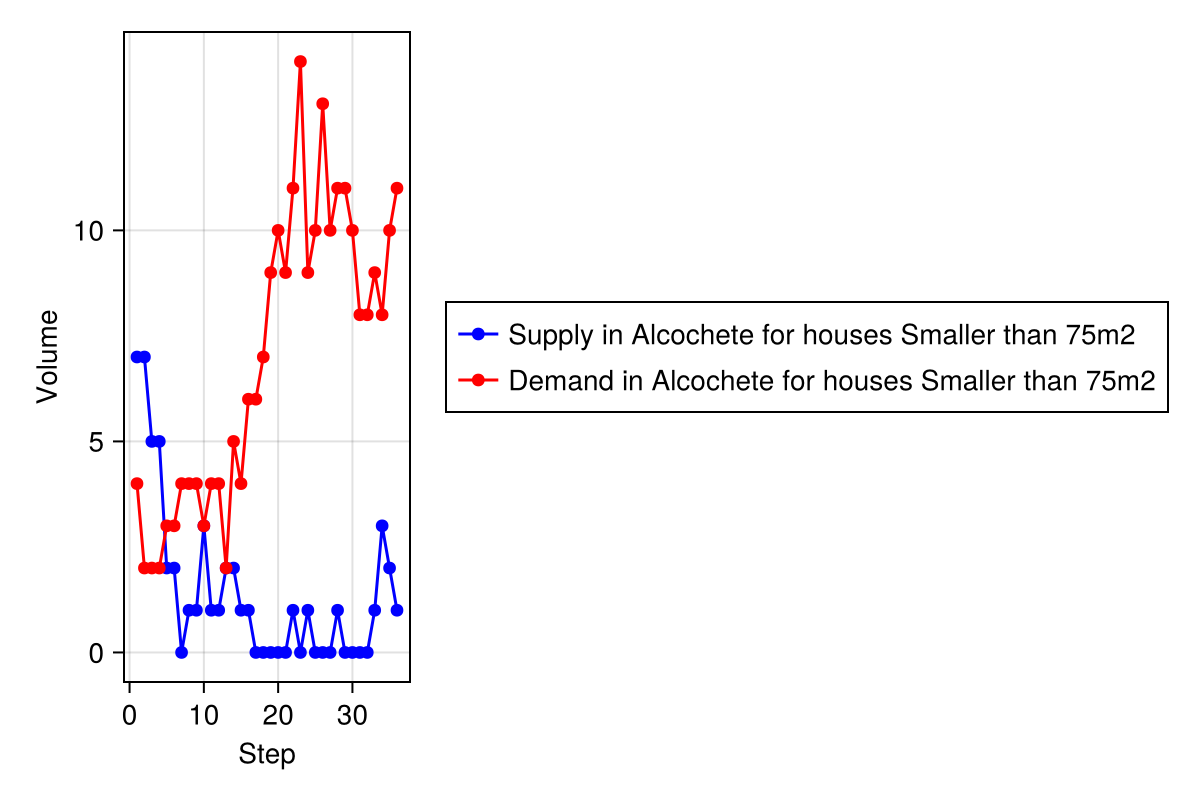 Volume
10
5
0
0 10 20 30
Step
Supply in Alcochete for houses Smaller than 75m2
Demand in Alcochete for houses Smaller than 75m2